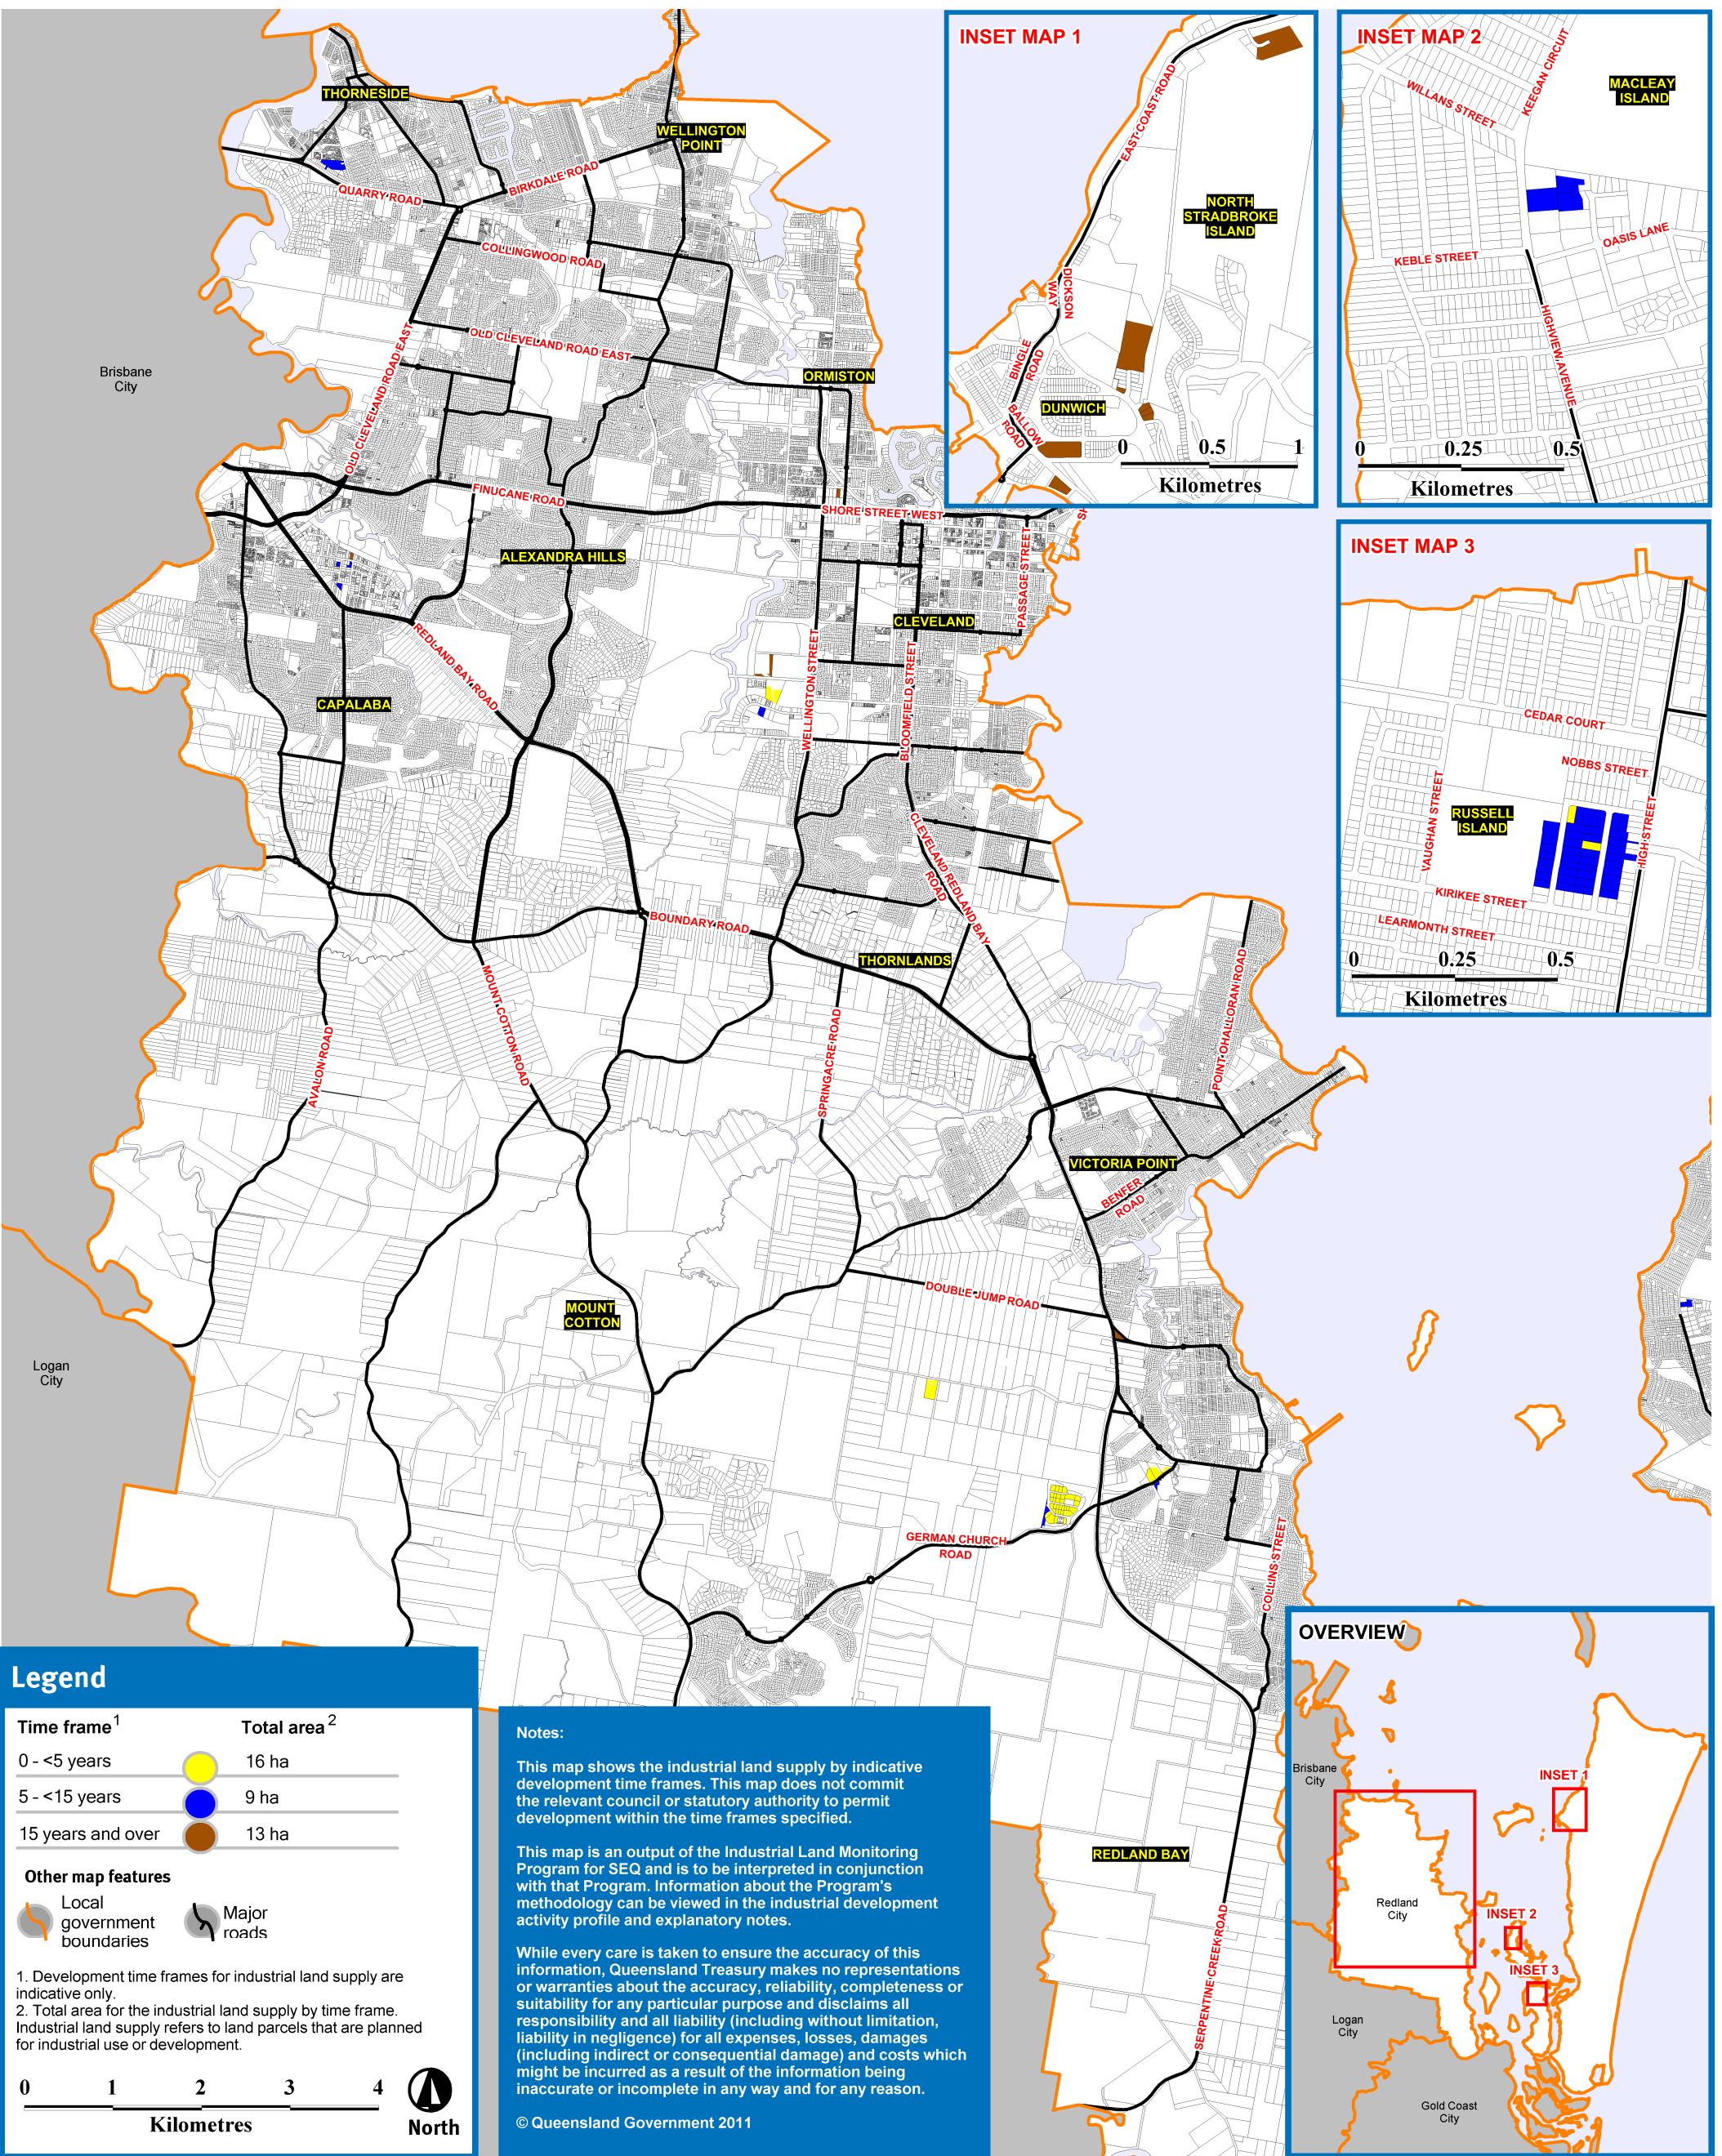 THORNESIDE
WELLINGTON
POINT
QUARRY ROAD
BIRKDALE ROAD
COLLINGWOOD ROAD
OLD CLEVELAND ROAD EAST
OLD CLEVELAND ROAD EAST
ORMISTON
Brisbane
City
FINUCANE ROAD
SHORE STREET WEST
SH
ALEXANDRA HILLS
PASSAGE STREET
CLEVELAND
REDLAND BAY ROAD
WELLINGTON STREET
BLOOMFIELD STREET
CAPALABA
CLEVELAND REDLAND BAY
ROAD
BOUNDARY ROAD
THORNLANDS
MOUNT COTTON ROAD
AVALON ROAD
SPRINGACRE ROAD
POINT OHALLORAN ROAD
VICTORIA POINT
BENFER
ROAD
DOUBLE JUMP ROAD
MOUNT
COTTON
Logan
City
GERMAN CHURCH
ROAD
COLLINS STREET
REDLAND BAY
SERPENTINE CREEK ROAD
INSET MAP 1
EAST COAST ROAD
NORTH
STRADBROKE
ISLAND
DICKSON
WAY
BINGLE
ROAD
DUNWICH
BALLOW
ROAD
0 0.5 1
Kilometres
INSET MAP 2
KEEGAN CIRCUIT
WILLANS STREET
MACLEAY
ISLAND
OASIS LANE
KEBLE STREET
HIGHVIEW AVENUE
0 0.25 0.5
Kilometres
INSET MAP 3
CEDAR COURT
NOBBS STREET
VAUGHAN STREET
RUSSELL
ISLAND
HIGH STREET
KIRIKEE STREET
LEARMONTH STREET
0 0.25 0.5
Kilometres
Legend
Time frame1 Total area2
0 - <5 years 16 ha
5 - <15 years 9 ha
15 years and over 13 ha
Other map features
Local
government
boundaries
Major
roads
1. Development time frames for industrial land supply are
indicative only.
2. Total area for the industrial land supply by time frame.
Industrial land supply refers to land parcels that are planned
for industrial use or development.
0 1 2 3 4
Kilometres
North
Notes:
This map shows the industrial land supply by indicative
development time frames. This map does not commit
the relevant council or statutory authority to permit
development within the time frames specified.
This map is an output of the Industrial Land Monitoring
Program for SEQ and is to be interpreted in conjunction
with that Program. Information about the Program's
methodology can be viewed in the industrial development
activity profile and explanatory notes.
While every care is taken to ensure the accuracy of this
information, Queensland Treasury makes no representations
or warranties about the accuracy, reliability, completeness or
suitability for any particular purpose and disclaims all
responsibility and all liability (including without limitation,
liability in negligence) for all expenses, losses, damages
(including indirect or consequential damage) and costs which
might be incurred as a result of the information being
inaccurate or incomplete in any way and for any reason.
© Queensland Government 2011
OVERVIEW
Brisbane
City
INSET 1
Redland
City
INSET 2
INSET 3
Logan
City
Gold Coast
City